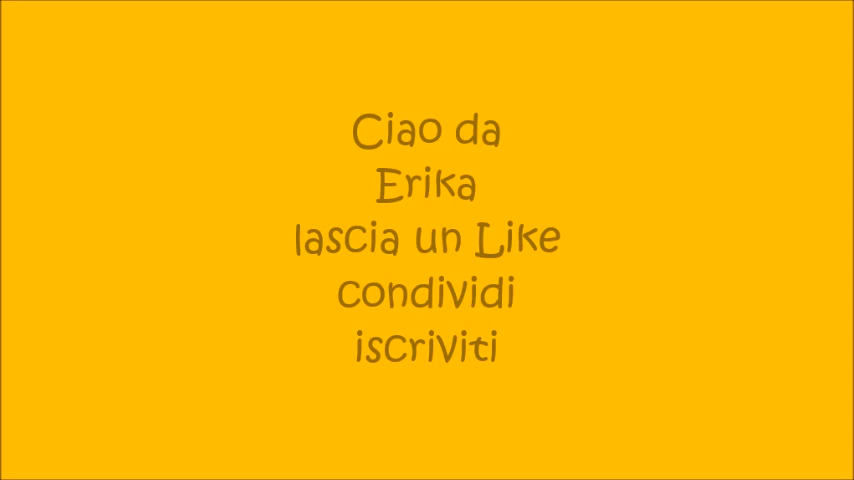 Ciao da
Erika
lascia un Like
condividi
iscriviti